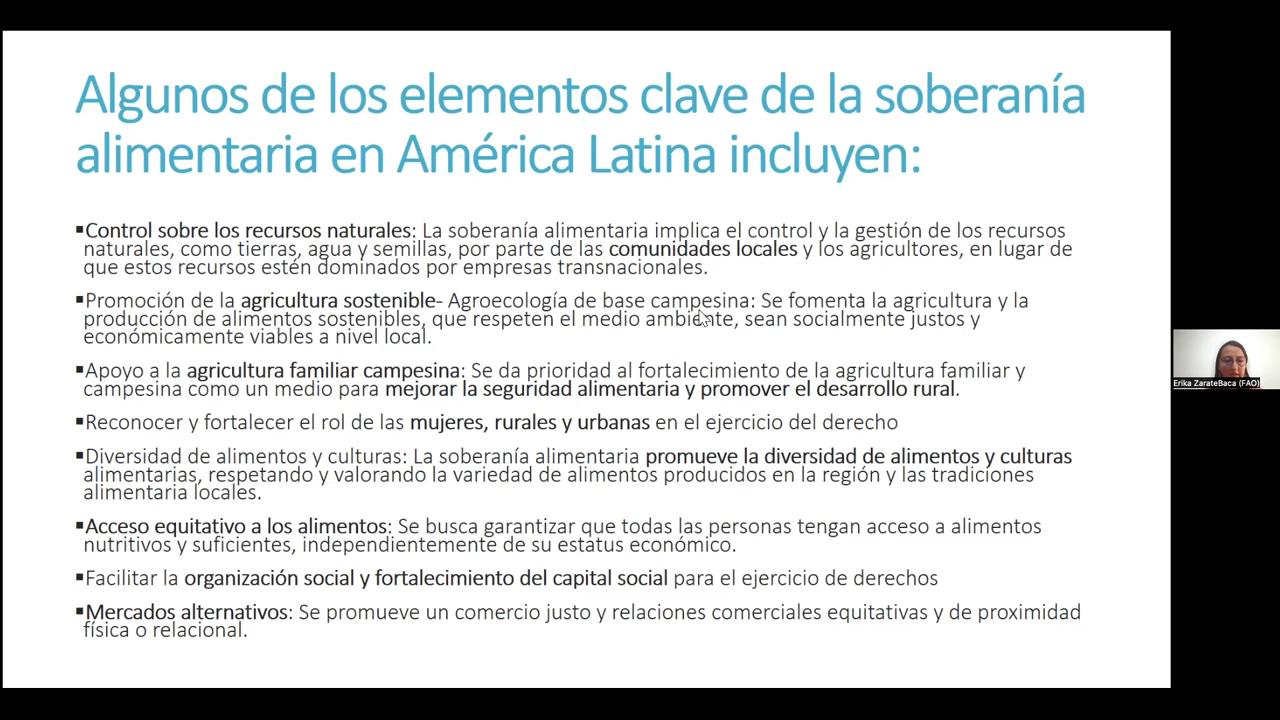 Algunos de los elementos clave de la soberanía
alimentaria en América Latina incluyen:
▪Control sobre los recursos naturales: La soberanía alimentaria implica el control y la gestión de los recursos
naturales, como tierras, agua y semillas, por parte de las comunidades locales y los agricultores, en lugar de
que estos recursos estén dominados por empresas transnacionales.
▪Promoción de la agricultura sostenible- Agroecología de base campesina: Se fomenta la agricultura y la
producción de alimentos sostenibles, que respeten el medio ambiente, sean socialmente justos y
económicamente viables a nivel local.
▪Apoyo a la agricultura familiar campesina: Se da prioridad al fortalecimiento de la agricultura familiar y
campesina como un medio para mejorar la seguridad alimentaria y promover el desarrollo rural.
▪Reconocer y fortalecer el rol de las mujeres, rurales y urbanas en el ejercicio del derecho
▪Diversidad de alimentos y culturas: La soberanía alimentaria promueve la diversidad de alimentos y culturas
alimentarias, respetando y valorando la variedad de alimentos producidos en la región y las tradiciones
alimentaria locales.
▪Acceso equitativo a los alimentos: Se busca garantizar que todas las personas tengan acceso a alimentos
nutritivos y suficientes, independientemente de su estatus económico.
▪Facilitar la organización social y fortalecimiento del capital social para el ejercicio de derechos
▪Mercados alternativos: Se promueve un comercio justo y relaciones comerciales equitativas y de proximidad
física o relacional.
Erika ZarateBaca (FAO)